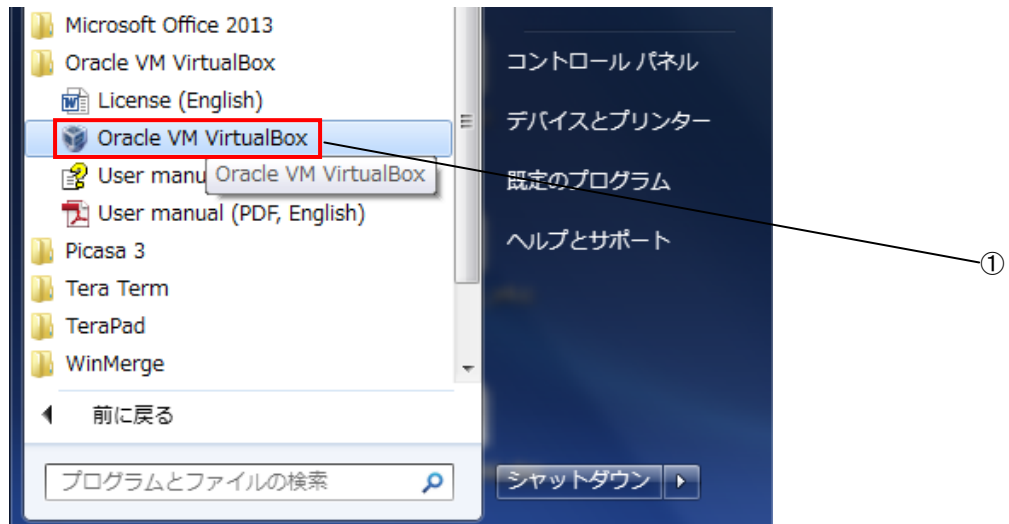 Microsoft Office 2013
Oracle VM VirtualBox
License (English)
Oracle VM VirtualBox
User manu
Oracle VM VirtualBox
User manual (PDF, English)
Picasa 3
Tera Term
TeraPad
WinMerge
前に戻る
プログラムとファイルの検索
コントロール パネル
デバイスとプリンター
既定のプログラム
ヘルプとサポート
シャットダウン
①